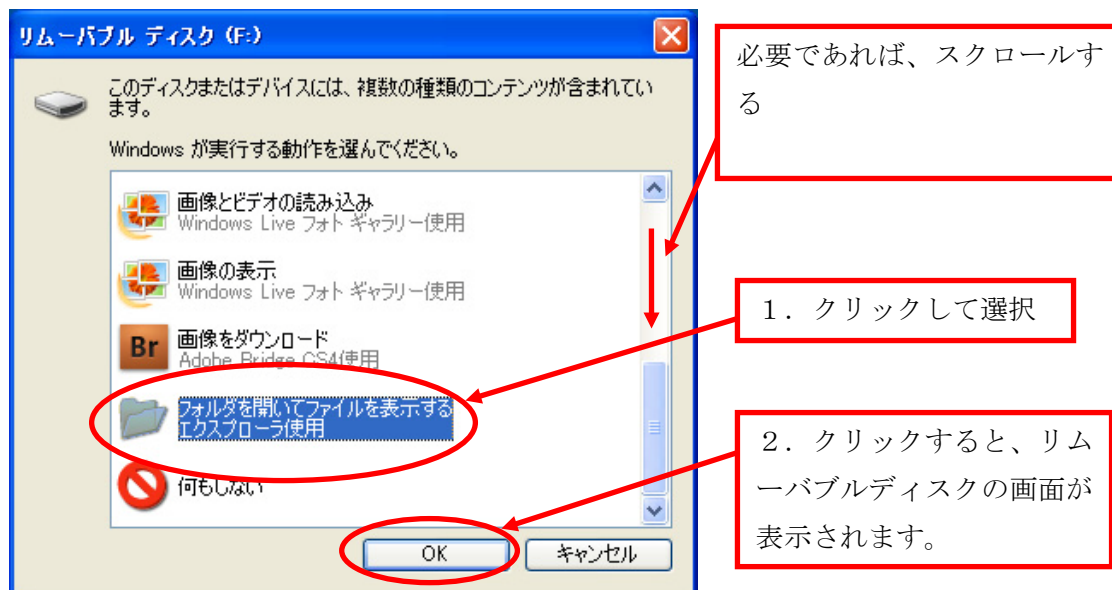 リムーバブル ディスク (F:)
このディスクまたはデバイスには、複数の種類のコンテンツが含まれてい
ます。
Windows が実行する動作を選んでください。
画像とビデオの読み込み
Windows Live フォト ギャラリー使用
画像の表示
Windows Live フォト ギャラリー使用
Br
画像をダウンロード
Adobe Bridge CS4使用
フォルダを開いてファイルを表示する
エクスプローラ使用
何もしない
OK
キャンセル
必要であれば、スクロールす
る
１．クリックして選択
２．クリックすると、リム
ーバブルディスクの画面が
表示されます。